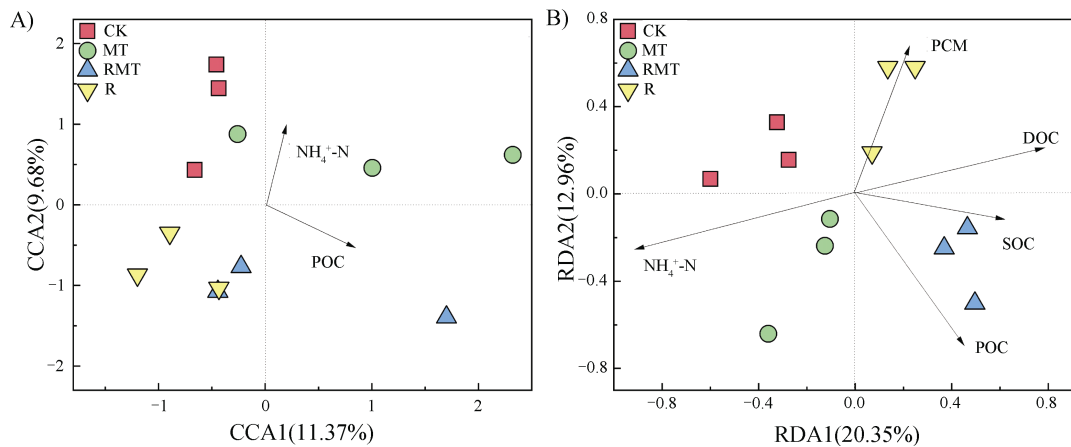 A)
CK
MT
RMT
R
2
1
0
−1
−2
CCA2(9.68%)
NH₄⁺-N
POC
−1
0
1
2
CCA1(11.37%)
B)
CK
MT
RMT
R
0.8
0.4
0.0
−0.4
−0.8
RDA2(12.96%)
PCM
DOC
SOC
NH₄⁺-N
POC
−0.8
−0.4
0.0
0.4
0.8
RDA1(20.35%)